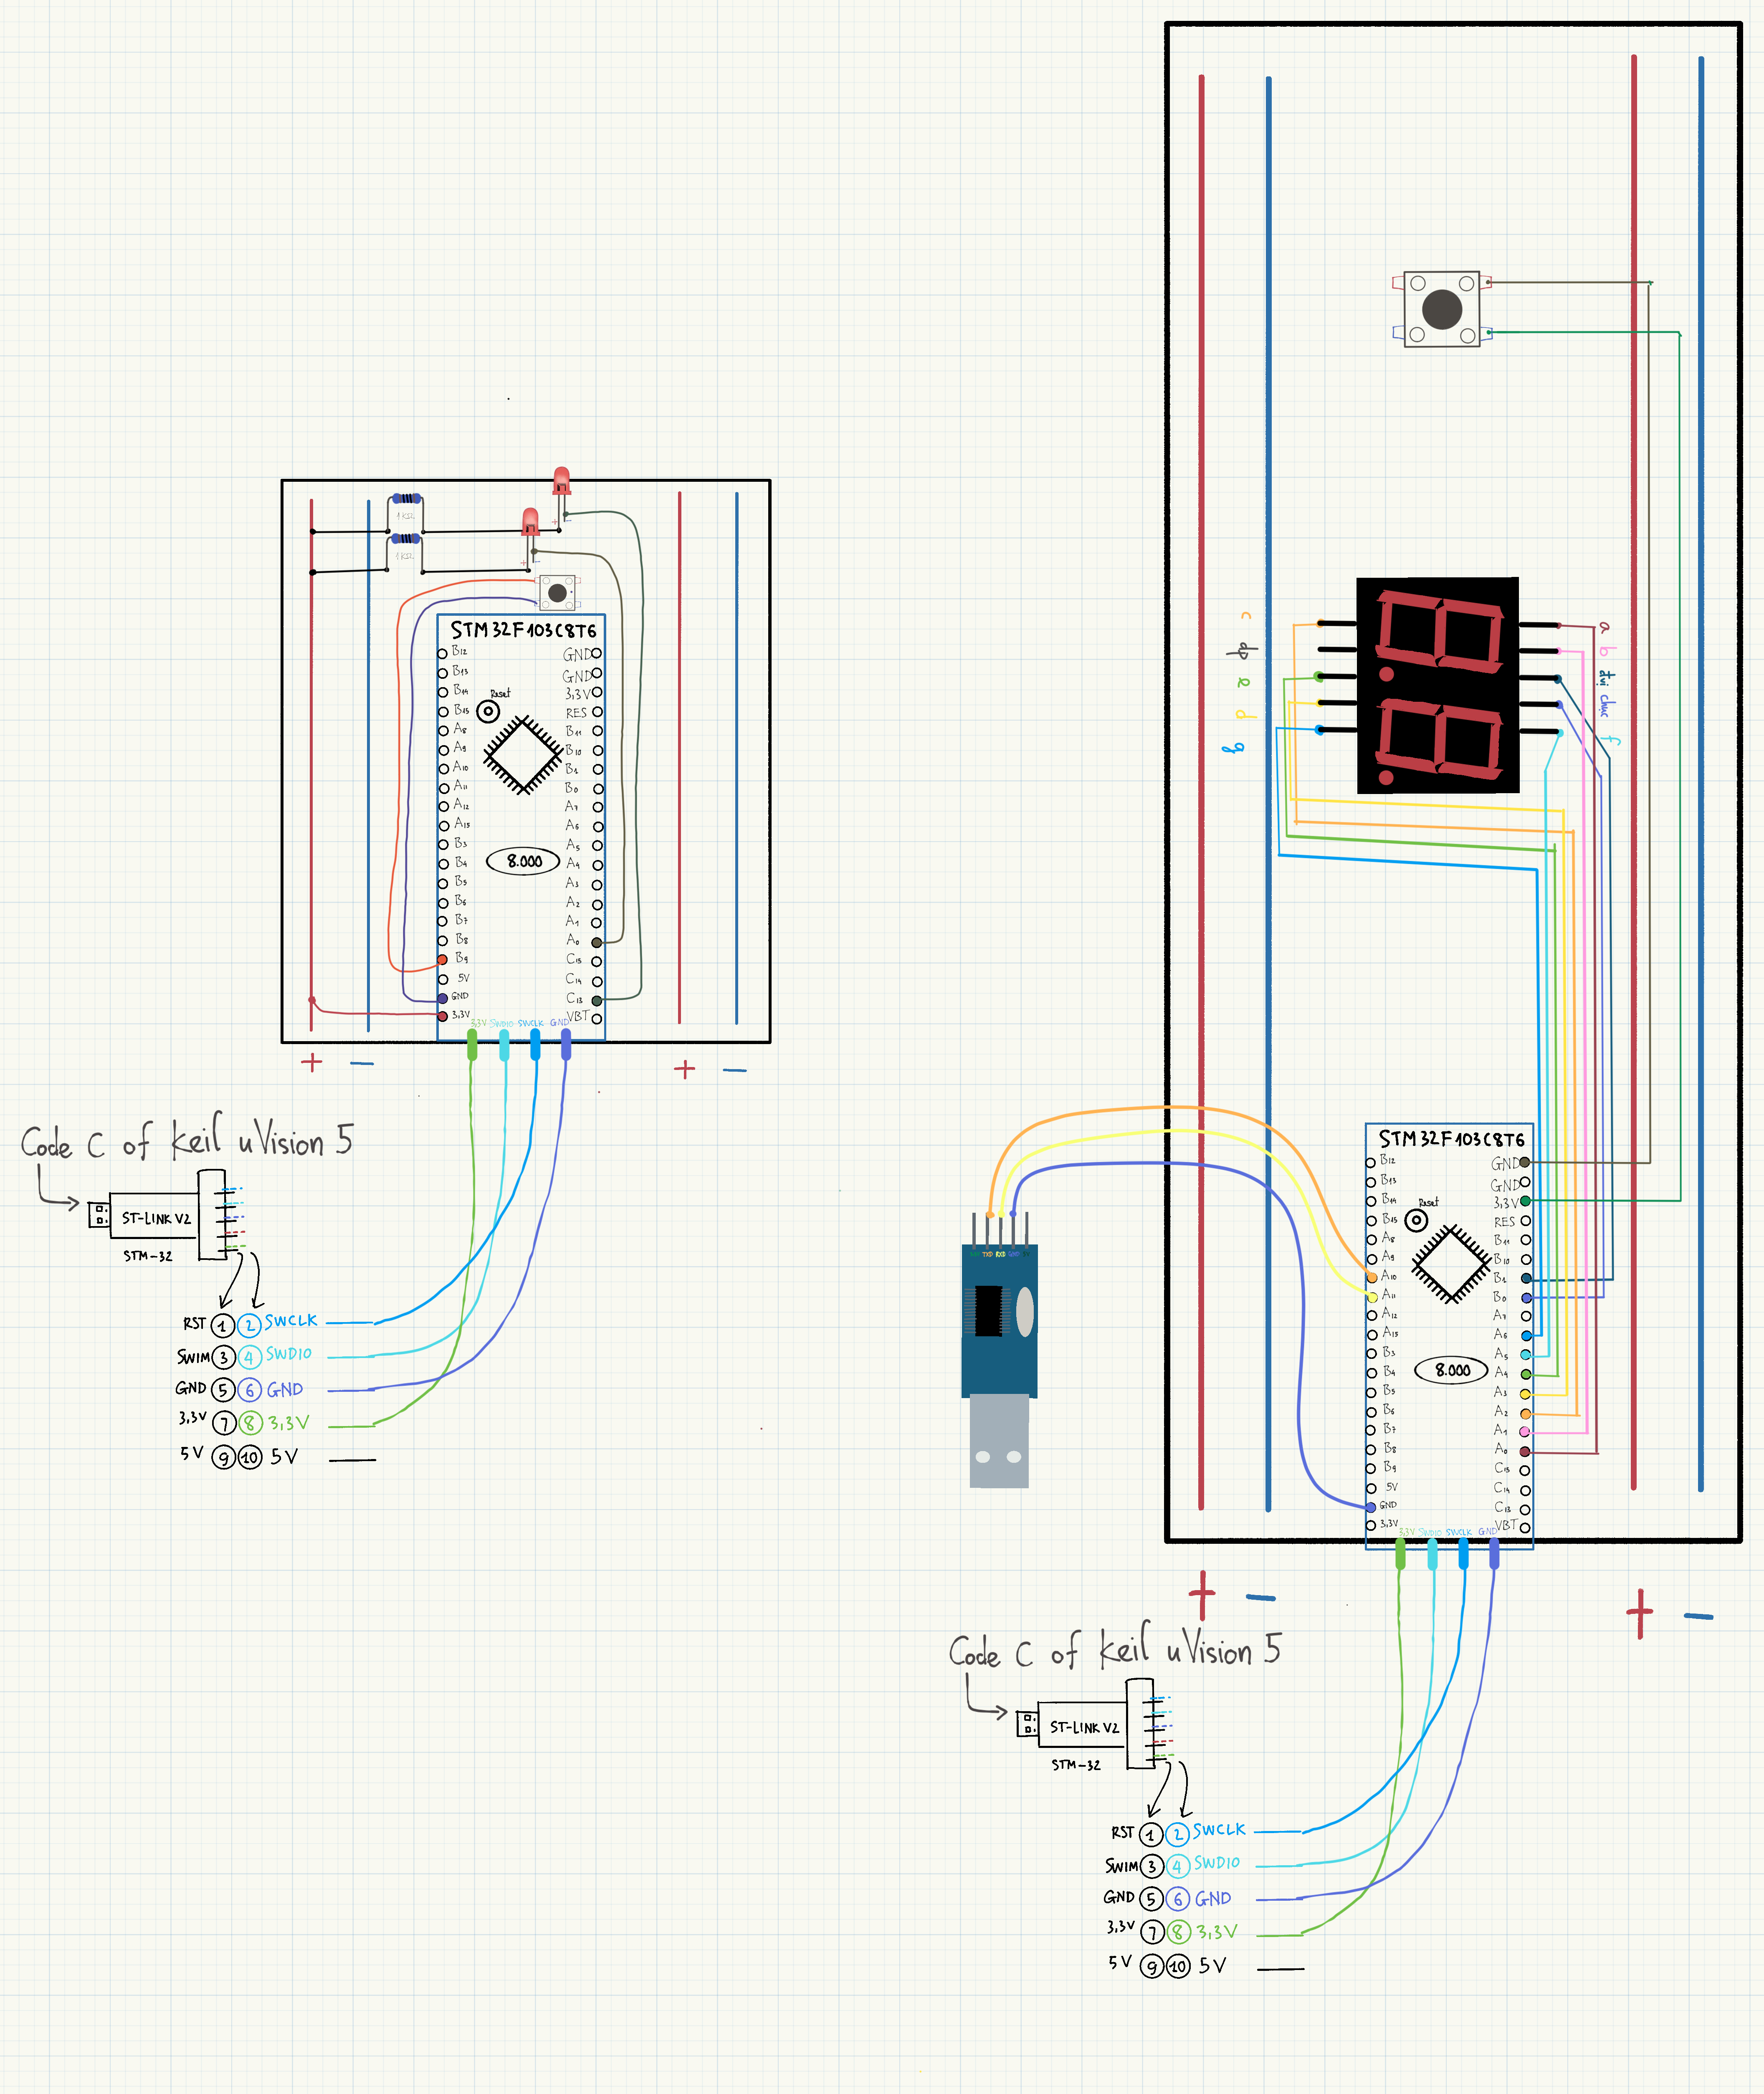 1KΩ
1KΩ
+ -
STM32F103C8T6
B12 GND
B13 GND
B14 3,3V
Reset
B15 RES
A8 B11
A9 B10
A10 B1
A11 B0
A12 A7
A15 A6
B3 A5
B4 8.000 A4
B5 A3
B6 A2
B7 A1
B8 A0
B9 C15
5V C14
GND C13
3,3V VBT
3,3V SWDIO SWCLK GND
+ - + -
Code C of Keil uVision 5
ST-LINK V2
STM-32
RST 1 2 SWCLK
SWIM 3 4 SWDIO
GND 5 6 GND
3,3V 7 8 3,3V
5V 9 10 5V
c a
dp b
e đvị
d chục
g f
TXD RXD GND
STM32F103C8T6
B12 GND
B13 GND
B14 3,3V
Reset
B15 RES
A8 B11
A9 B10
A10 B1
A11 B0
A12 A7
A15 A6
B3 A5
B4 8.000 A4
B5 A3
B6 A2
B7 A1
B8 A0
B9 C15
5V C14
GND C13
3,3V VBT
3,3V SWDIO SWCLK GND
+ - + -
Code C of Keil uVision 5
ST-LINK V2
STM-32
RST 1 2 SWCLK
SWIM 3 4 SWDIO
GND 5 6 GND
3,3V 7 8 3,3V
5V 9 10 5V